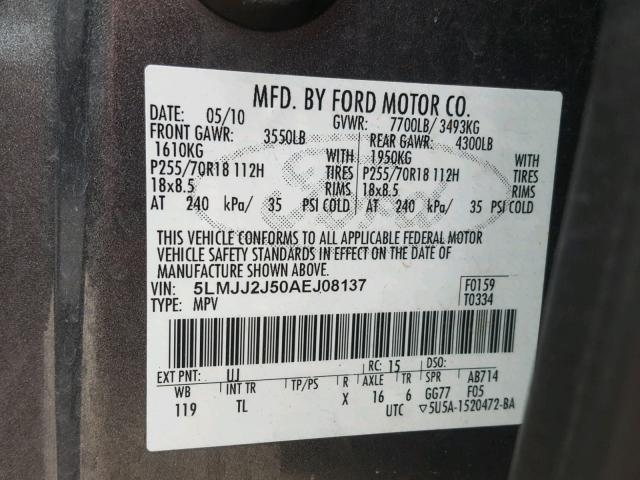 MFD. BY FORD MOTOR CO.
DATE: 05/10 GVWR: 7700LB/ 3493KG
FRONT GAWR: 3550LB REAR GAWR: 4300LB
1610KG WITH 1950KG WITH
P255/70R18 112H TIRES P255/70R18 112H TIRES
18x8.5 RIMS 18x8.5 RIMS
AT 240 kPa/ 35 PSI COLD AT 240 kPa/ 35 PSI COLD
THIS VEHICLE CONFORMS TO ALL APPLICABLE FEDERAL MOTOR
VEHICLE SAFETY STANDARDS IN EFFECT ON THE DATE OF
MANUFACTURE SHOWN ABOVE.
VIN: 5LMJJ2J50AEJ08137 F0159
TYPE: MPV T0334
EXT PNT: UJ RC: 15 DSO:
WB INT TR TP/PS R AXLE TR SPR AB714
119 TL X 16 6 GG77 F05
UTC ▽5U5A-1520472-BA